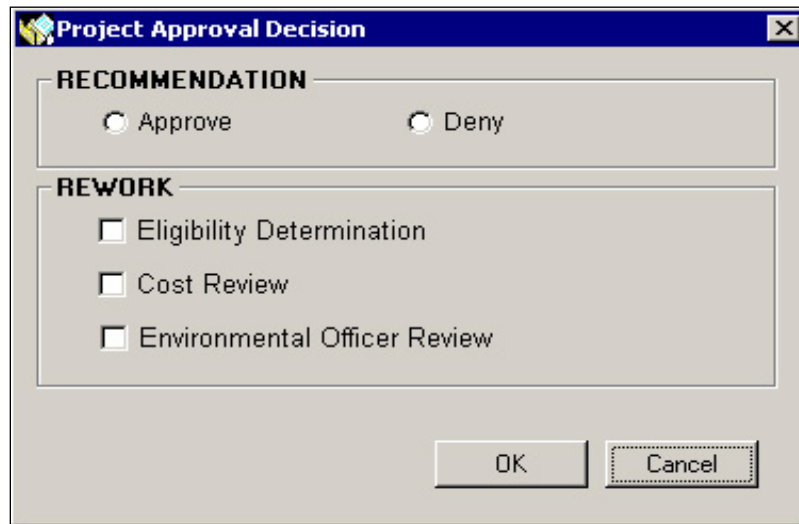 Project Approval Decision
RECOMMENDATION
Approve Deny
REWORK
Eligibility Determination
Cost Review
Environmental Officer Review
OK Cancel